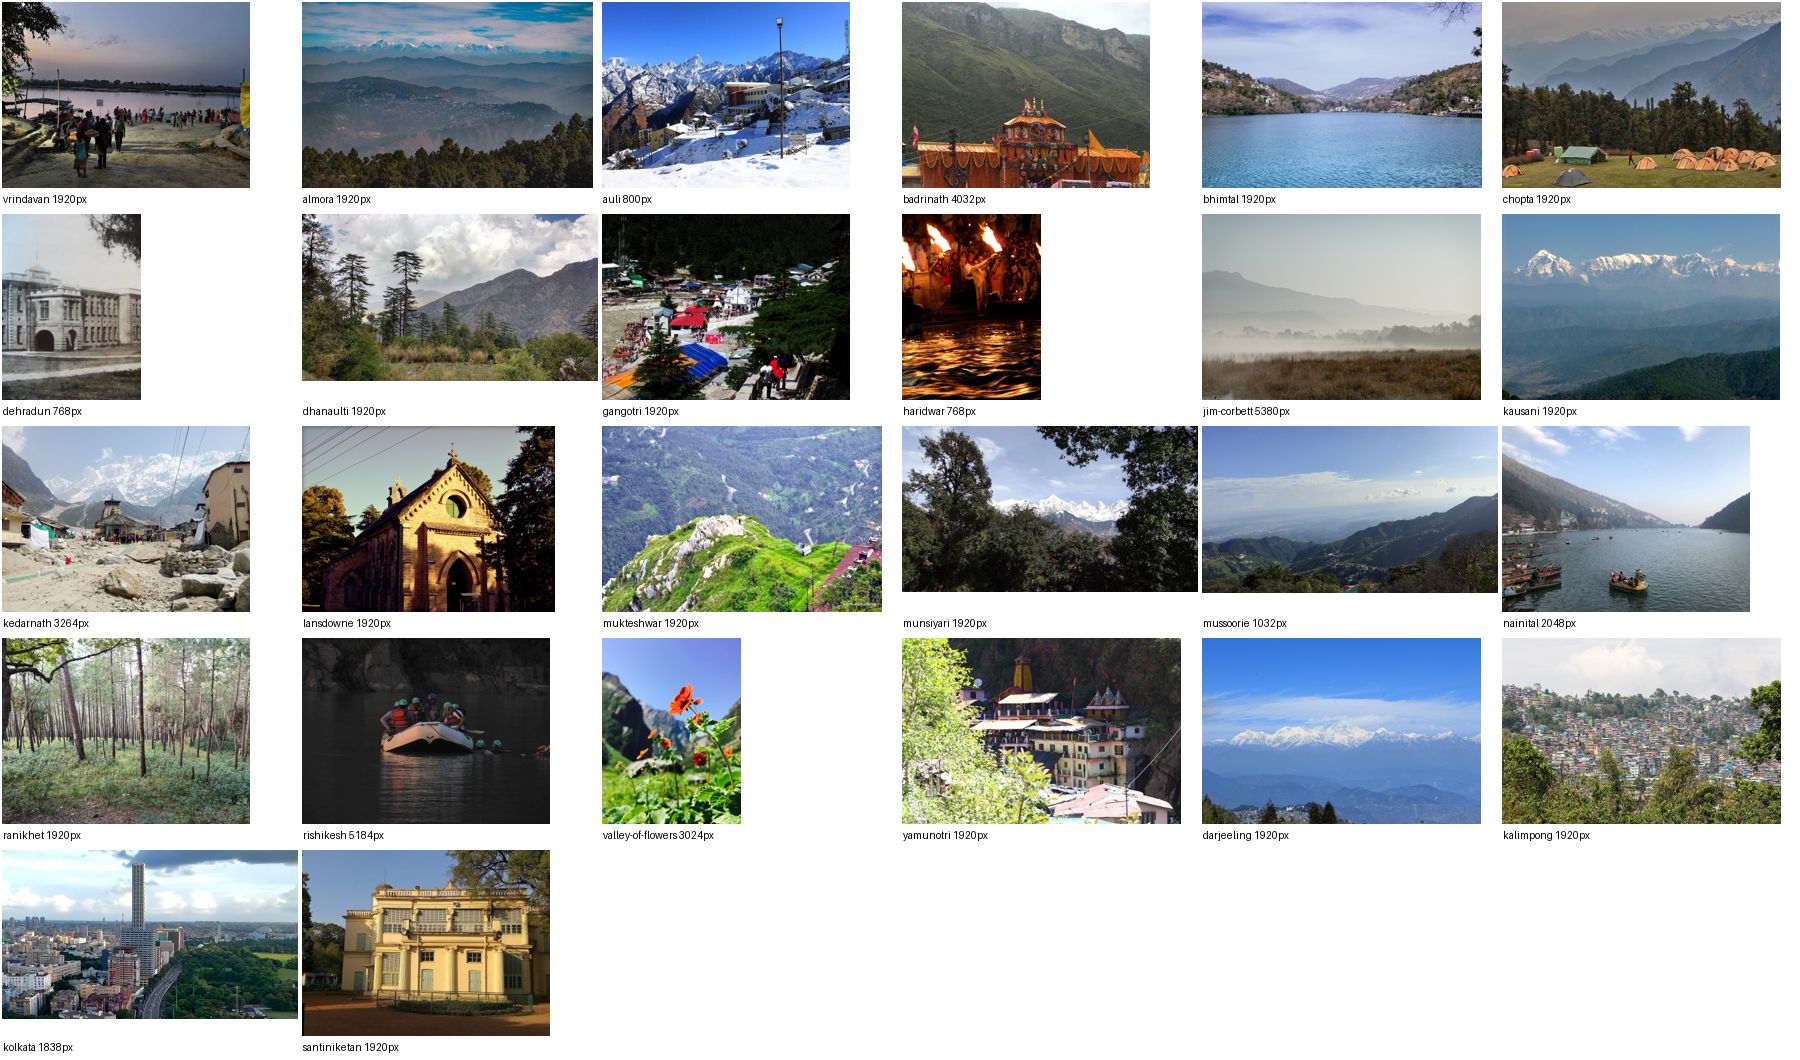 vrindavan 1920px
almora 1920px
auli 800px
badrinath 4032px
bhimtal 1920px
chopta 1920px
dehradun 768px
dhanaulti 1920px
gangotri 1920px
haridwar 768px
jim-corbett 5380px
kausani 1920px
kedarnath 3264px
lansdowne 1920px
mukteshwar 1920px
munsiyari 1920px
mussoorie 1032px
nainital 2048px
ranikhet 1920px
rishikesh 5184px
valley-of-flowers 3024px
yamunotri 1920px
darjeeling 1920px
kalimpong 1920px
kolkata 1838px
santiniketan 1920px